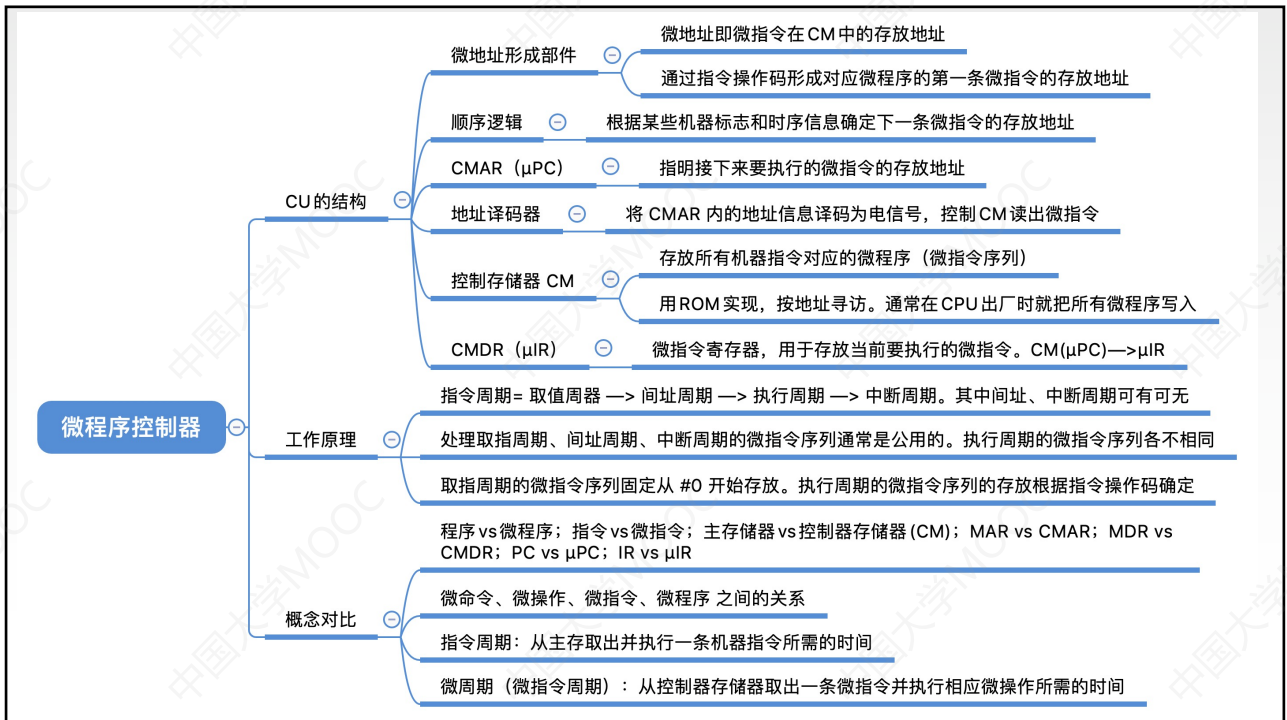 微程序控制器
CU的结构
微地址形成部件
微地址即微指令在CM中的存放地址
通过指令操作码形成对应微程序的第一条微指令的存放地址
顺序逻辑
根据某些机器标志和时序信息确定下一条微指令的存放地址
CMAR（μPC）
指明接下来要执行的微指令的存放地址
地址译码器
将 CMAR 内的地址信息译码为电信号，控制CM读出微指令
控制存储器 CM
存放所有机器指令对应的微程序（微指令序列）
用ROM实现，按地址寻访。通常在CPU出厂时就把所有微程序写入
CMDR（μIR）
微指令寄存器，用于存放当前要执行的微指令。CM(μPC)—>μIR
工作原理
指令周期= 取值周器 —> 间址周期 —> 执行周期 —> 中断周期。其中间址、中断周期可有可无
处理取指周期、间址周期、中断周期的微指令序列通常是公用的。执行周期的微指令序列各不相同
取指周期的微指令序列固定从 #0 开始存放。执行周期的微指令序列的存放根据指令操作码确定
概念对比
程序vs微程序；指令vs微指令；主存储器vs控制器存储器(CM)；MAR vs CMAR；MDR vs
CMDR；PC vs μPC；IR vs μIR
微命令、微操作、微指令、微程序 之间的关系
指令周期：从主存取出并执行一条机器指令所需的时间
微周期（微指令周期）：从控制器存储器取出一条微指令并执行相应微操作所需的时间
中国大学MOOC